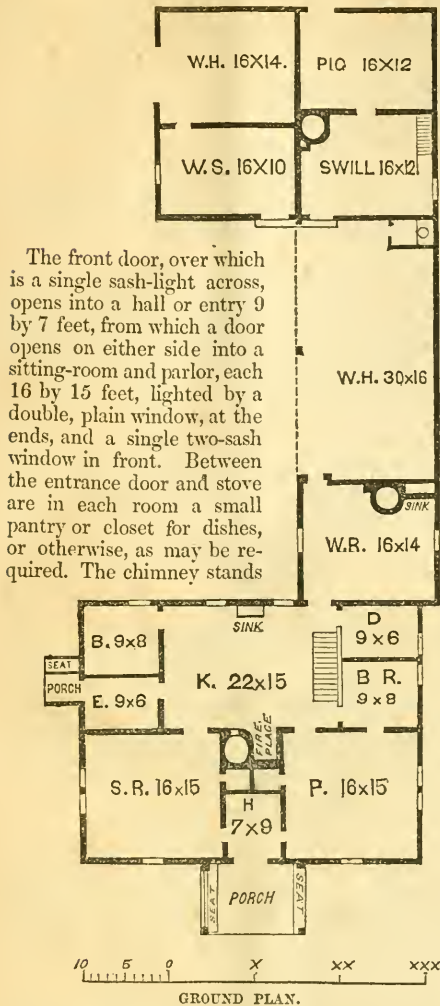 W.H. 16X14.
PIG 16X12
W.S. 16X10
SWILL 16X12
The front door, over which
is a single sash-light across,
opens into a hall or entry 9
by 7 feet, from which a door
opens on either side into a
sitting-room and parlor, each
16 by 15 feet, lighted by a
double, plain window, at the
ends, and a single two-sash
window in front. Between
the entrance door and stove
are in each room a small
pantry or closet for dishes,
or otherwise, as may be re-
quired. The chimney stands
W.H. 30X16
SINK
W.R. 16X14
SINK
B. 9X8
D
9X6
SEAT
PORCH
K. 22X15
B R.
9X8
E. 9X6
FIRE PLACE
S.R. 16X15
H
7X9
P. 16X15
SEAT
PORCH
SEAT
10 5 0 X XX XXX
GROUND PLAN.